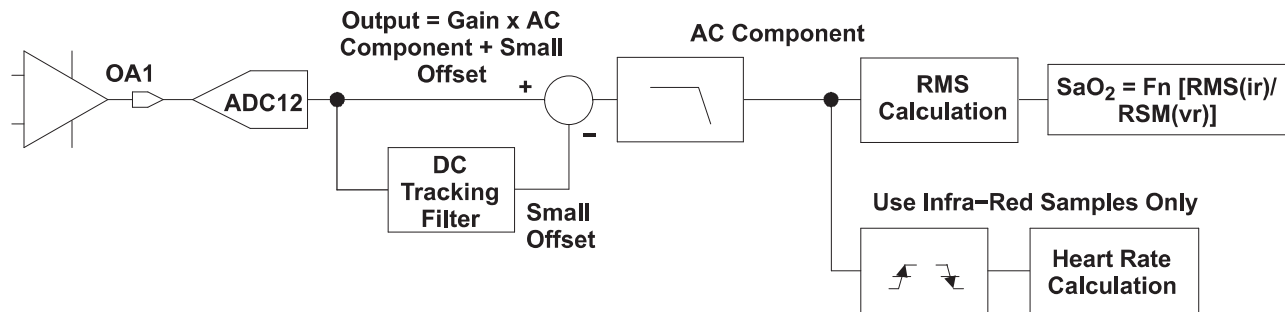 Output = Gain x AC
Component + Small
Offset
AC Component
OA1
ADC12
+
−
RMS
Calculation
SaO2 = Fn [RMS(ir)/
RSM(vr)]
DC
Tracking
Filter
Small
Offset
Use Infra−Red Samples Only
Heart Rate
Calculation